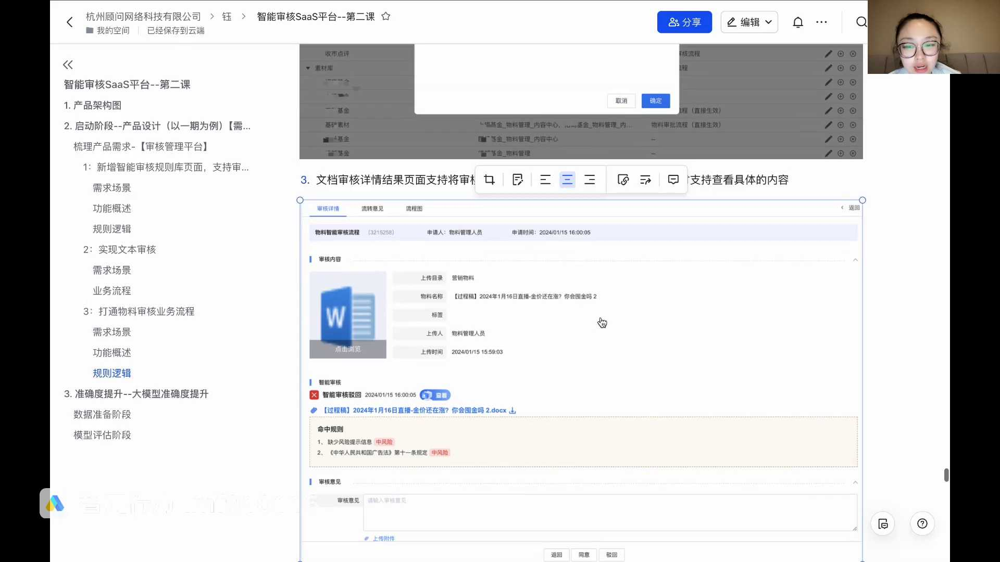 杭州顾问网络科技有限公司 > 钰 > 智能审核SaaS平台--第二课
我的空间 已经保存到云端
分享
编辑
智能审核SaaS平台--第二课
1. 产品架构图
2. 启动阶段--产品设计（以一期为例）【需...
梳理产品需求-【审核管理平台】
1：新增智能审核规则库页面，支持审...
需求场景
功能概述
规则逻辑
2：实现文本审核
需求场景
业务流程
3：打通物料审核业务流程
需求场景
功能概述
规则逻辑
3. 准确度提升--大模型准确度提升
数据准备阶段
模型评估阶段
收市点评 核流程
素材库 程
基金 程（直接生效）
基础素材 基金_物料管理_内容中心, 基金_物料管理_内... 物料审批流程（直接生效）
基金 基金_物料管理_内容中心 --
基金 基金_物料管理 --
取消 确定
3. 文档审核详情结果页面支持将审 支持查看具体的内容
审核详情 流转意见 流程图 返回
物料智能审核流程 （3215258） 申请人：物料管理人员 申请时间：2024/01/15 16:00:05
审核内容
上传目录 营销物料
物料名称 【过程稿】2024年1月16日直播-金价还在涨？你会囤金吗 2
标签
上传人 物料管理人员
上传时间 2024/01/15 15:59:03
点击浏览
智能审核
智能审核驳回 2024/01/15 16:00:05 查看
【过程稿】2024年1月16日直播-金价还在涨？你会囤金吗 2.docx
命中规则
1、 缺少风险提示信息 中风险
2、 《中华人民共和国广告法》第十一条规定 中风险
审核意见
审核意见 请输入审核意见
上传附件
返回 同意 驳回